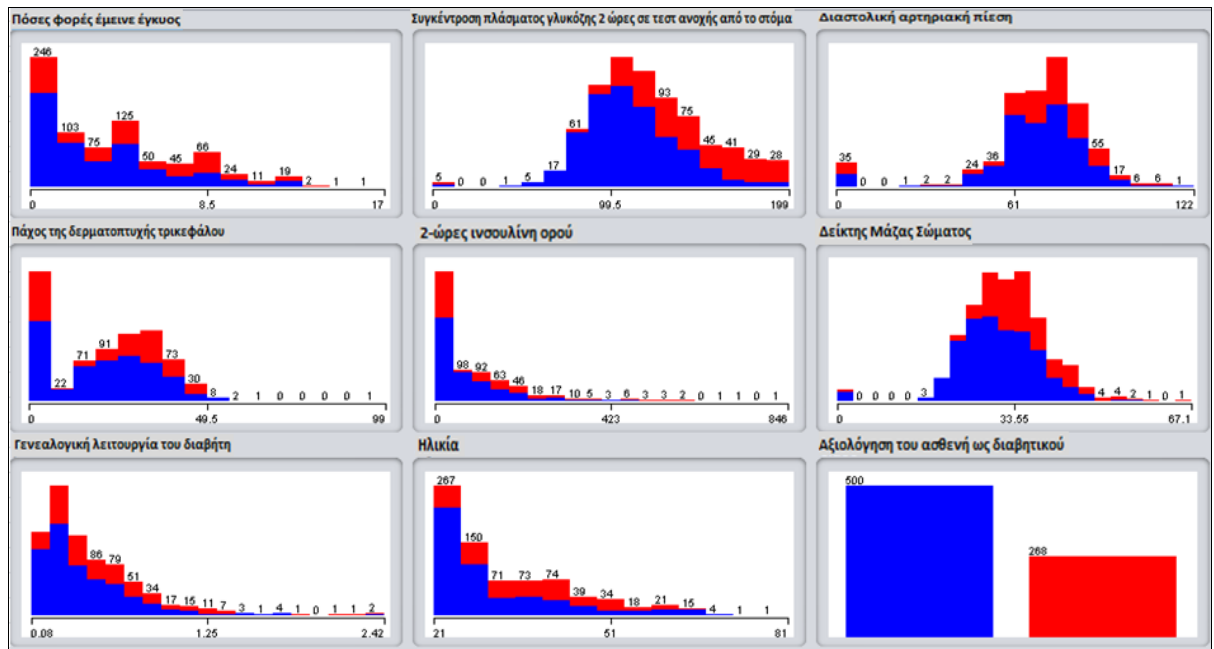 Πόσες φορές έμεινε έγκυος
246
103 75 125 50 45 66 24 11 19 2 1 1
0 8.5 17
Συγκέντρωση πλάσματος γλυκόζης 2 ώρες σε τεστ ανοχής από το στόμα
5 0 0 1 5 17 61 93 75 45 41 29 28
0 99.5 199
Διαστολική αρτηριακή πίεση
35 0 0 1 2 2 24 36 55 17 6 6 1
0 61 122
Πάχος της δερματοπτυχής τρικεφάλου
22 71 91 73 30 8 2 1 0 0 0 0 1
0 49.5 99
2-ώρες ινσουλίνη ορού
98 92 63 46 18 17 10 5 3 6 3 3 2 0 1 1 0 1
0 423 846
Δείκτης Μάζας Σώματος
0 0 0 0 3 4 4 2 1 0 1
0 33.55 67.1
Γενεαλογική λειτουργία του διαβήτη
86 79 51 34 17 15 11 7 3 1 4 1 0 1 1 2
0.08 1.25 2.42
Ηλικία
267
150 71 73 74 39 34 18 21 15 4 1 1
21 51 81
Αξιολόγηση του ασθενή ως διαβητικού
500
268